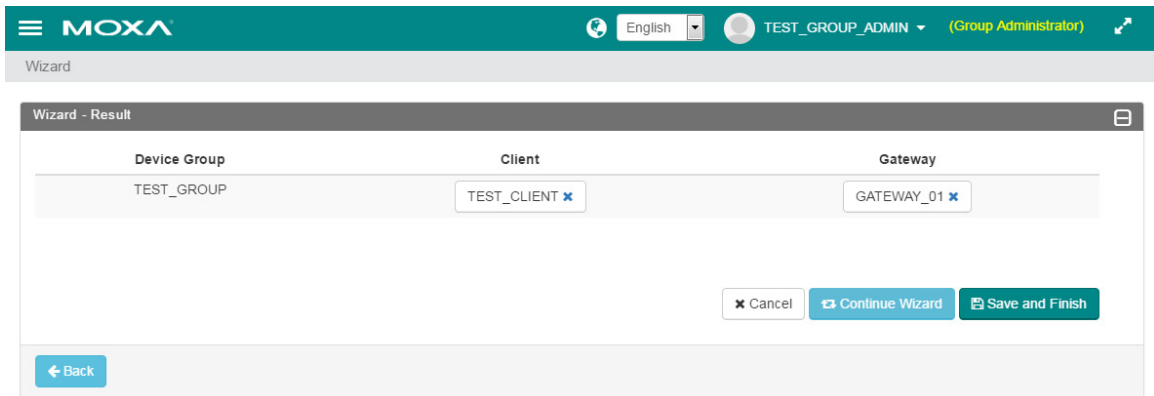 MOXA English TEST_GROUP_ADMIN (Group Administrator)
Wizard
Wizard - Result
Device Group Client Gateway
TEST_GROUP TEST_CLIENT GATEWAY_01
Cancel Continue Wizard Save and Finish
Back